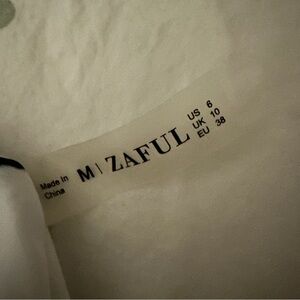 Made In
China
M | ZAFUL
US 6
UK 10
EU 38